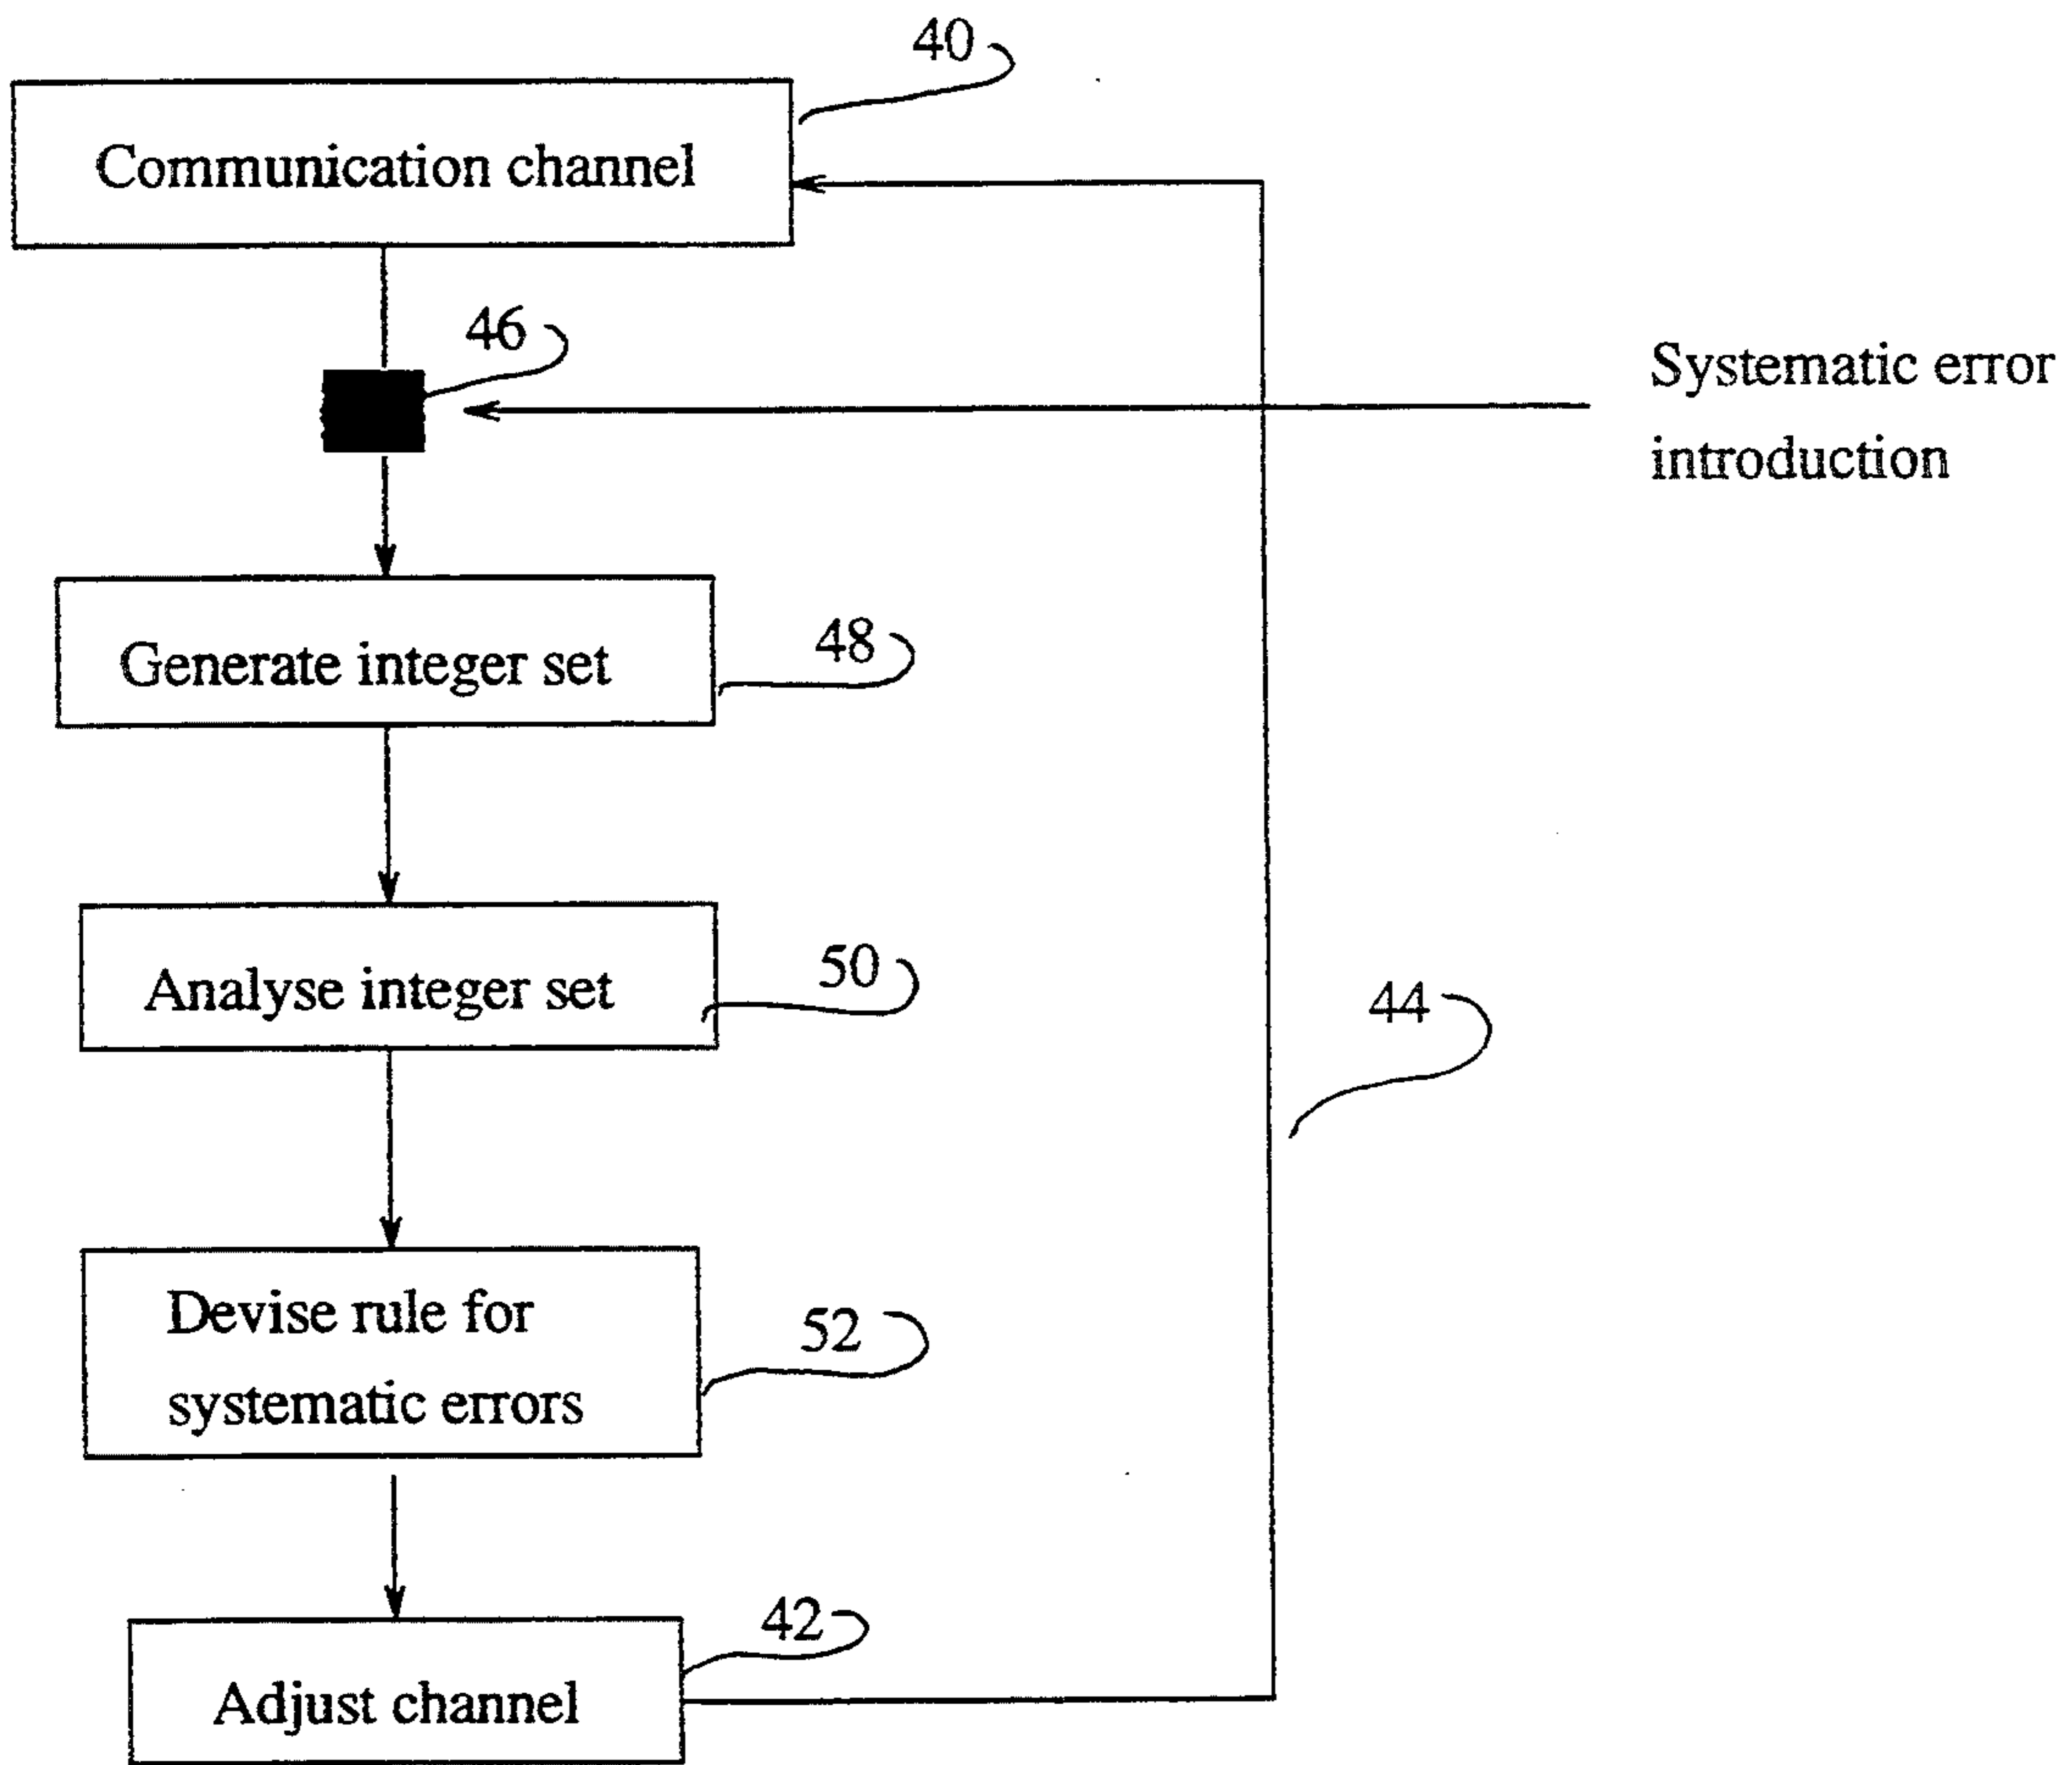 40
Communication channel
46
Systematic error
introduction
48
Generate integer set
50
Analyse integer set
44
Devise rule for
systematic errors
52
42
Adjust channel